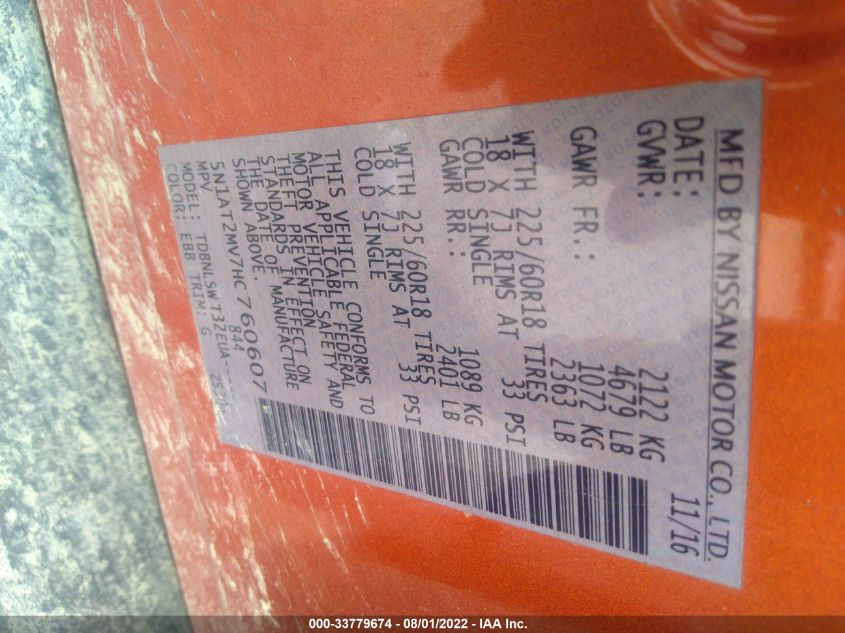 MFD BY NISSAN MOTOR CO., LTD.
DATE: 11/16
GVWR: 2122 KG
4679 LB
GAWR FR.: 1072 KG
2363 LB
WITH 225/60R18 TIRES
18 X 7J RIMS AT 33 PSI
COLD SINGLE
GAWR RR.: 1089 KG
2401 LB
WITH 225/60R18 TIRES
18 X 7J RIMS AT 33 PSI
COLD SINGLE
THIS VEHICLE CONFORMS TO
ALL APPLICABLE FEDERAL
MOTOR VEHICLE SAFETY AND
THEFT PREVENTION
STANDARDS IN EFFECT ON
THE DATE OF MANUFACTURE
SHOWN ABOVE.
5N1AT2MV7HC760607
MPV 844
MODEL: TDBNLSWT32EUA
COLOR: EBB TRIM: G
000-33779674 - 08/01/2022 - IAA Inc.